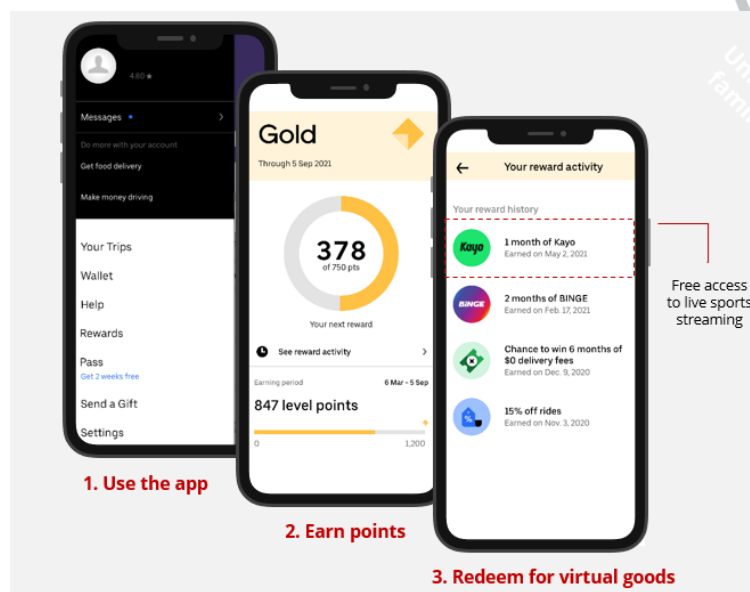 4.80 ★
Messages
Do more with your account
Get food delivery
Make money driving
Your Trips
Wallet
Help
Rewards
Pass
Get 2 weeks free
Send a Gift
Settings
1. Use the app
Gold
Through 5 Sep 2021
378
of 750 pts
Your next reward
See reward activity
Earning period 6 Mar - 5 Sep
847 level points
0 1,200
2. Earn points
Your reward activity
Your reward history
Kayo
1 month of Kayo
Earned on May 2, 2021
BINGE
2 months of BINGE
Earned on Feb. 17, 2021
Chance to win 6 months of
$0 delivery fees
Earned on Dec. 9, 2020
15% off rides
Earned on Nov. 3, 2020
3. Redeem for virtual goods
Free access
to live sports
streaming